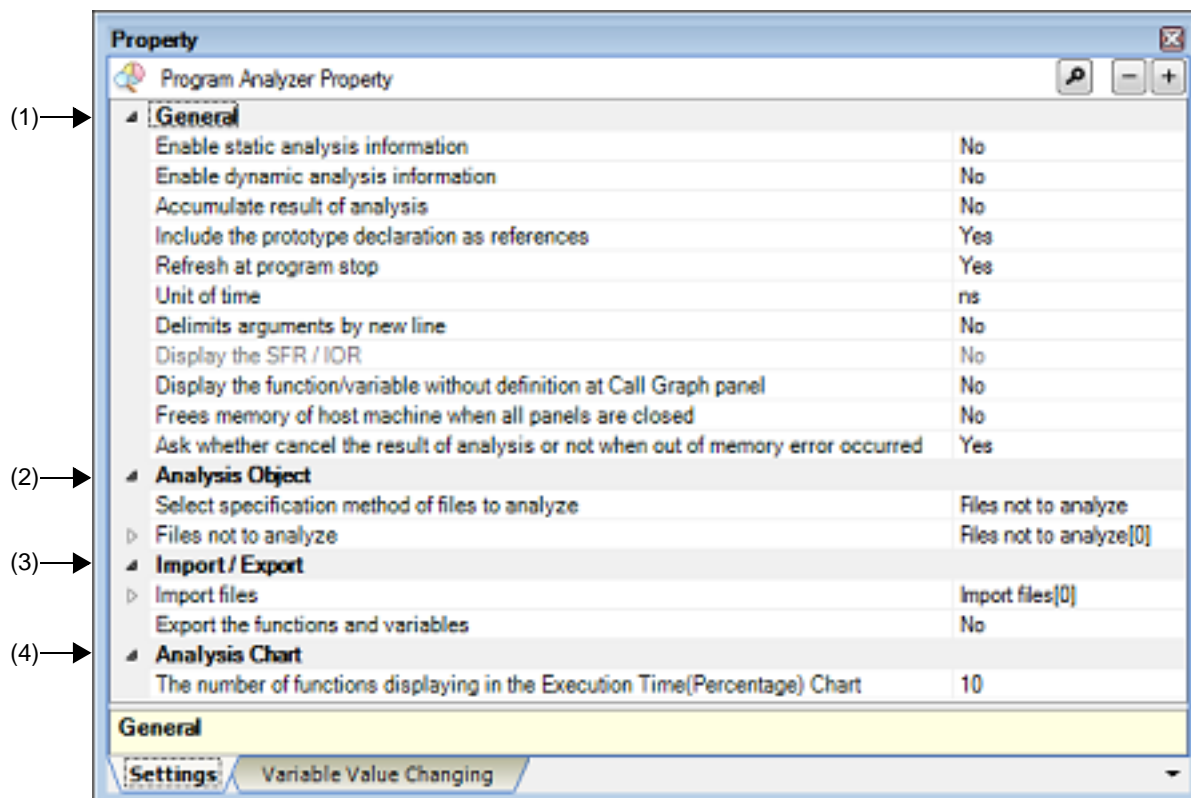 Property
Program Analyzer Property
(1) General
Enable static analysis information No
Enable dynamic analysis information No
Accumulate result of analysis No
Include the prototype declaration as references Yes
Refresh at program stop Yes
Unit of time ns
Delimits arguments by new line No
Display the SFR / IOR No
Display the function/variable without definition at Call Graph panel No
Frees memory of host machine when all panels are closed No
Ask whether cancel the result of analysis or not when out of memory error occurred Yes
(2) Analysis Object
Select specification method of files to analyze Files not to analyze
Files not to analyze Files not to analyze[0]
(3) Import / Export
Import files Import files[0]
Export the functions and variables No
(4) Analysis Chart
The number of functions displaying in the Execution Time(Percentage) Chart 10
General
Settings Variable Value Changing